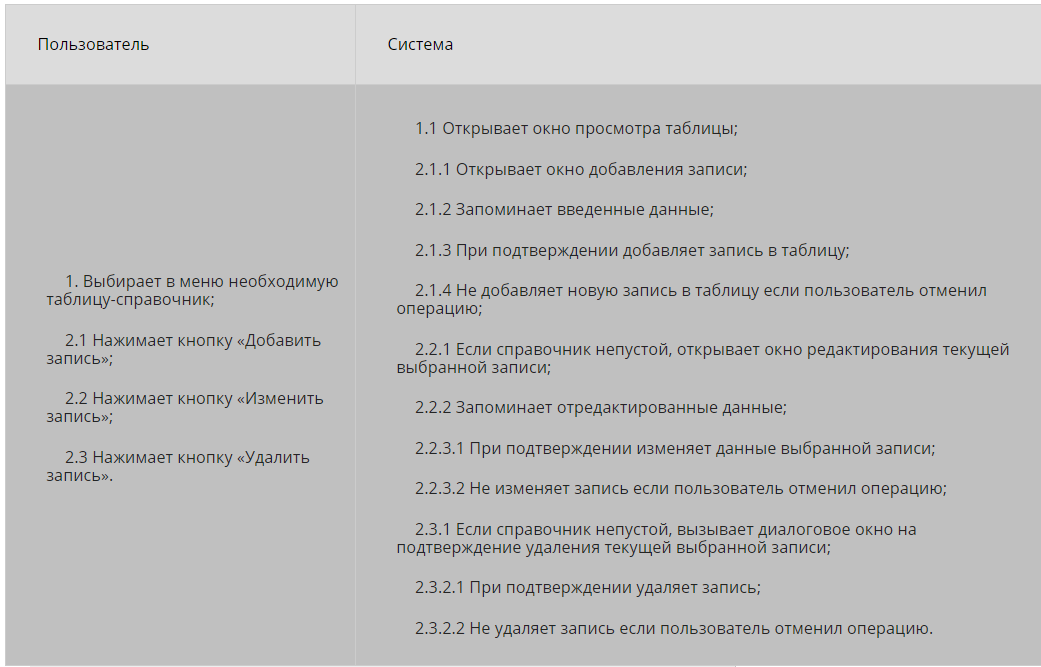 Пользователь
Система
1. Выбирает в меню необходимую
таблицу-справочник;
2.1 Нажимает кнопку «Добавить
запись»;
2.2 Нажимает кнопку «Изменить
запись»;
2.3 Нажимает кнопку «Удалить
запись».
1.1 Открывает окно просмотра таблицы;
2.1.1 Открывает окно добавления записи;
2.1.2 Запоминает введенные данные;
2.1.3 При подтверждении добавляет запись в таблицу;
2.1.4 Не добавляет новую запись в таблицу если пользователь отменил
операцию;
2.2.1 Если справочник непустой, открывает окно редактирования текущей
выбранной записи;
2.2.2 Запоминает отредактированные данные;
2.2.3.1 При подтверждении изменяет данные выбранной записи;
2.2.3.2 Не изменяет запись если пользователь отменил операцию;
2.3.1 Если справочник непустой, вызывает диалоговое окно на
подтверждение удаления текущей выбранной записи;
2.3.2.1 При подтверждении удаляет запись;
2.3.2.2 Не удаляет запись если пользователь отменил операцию.